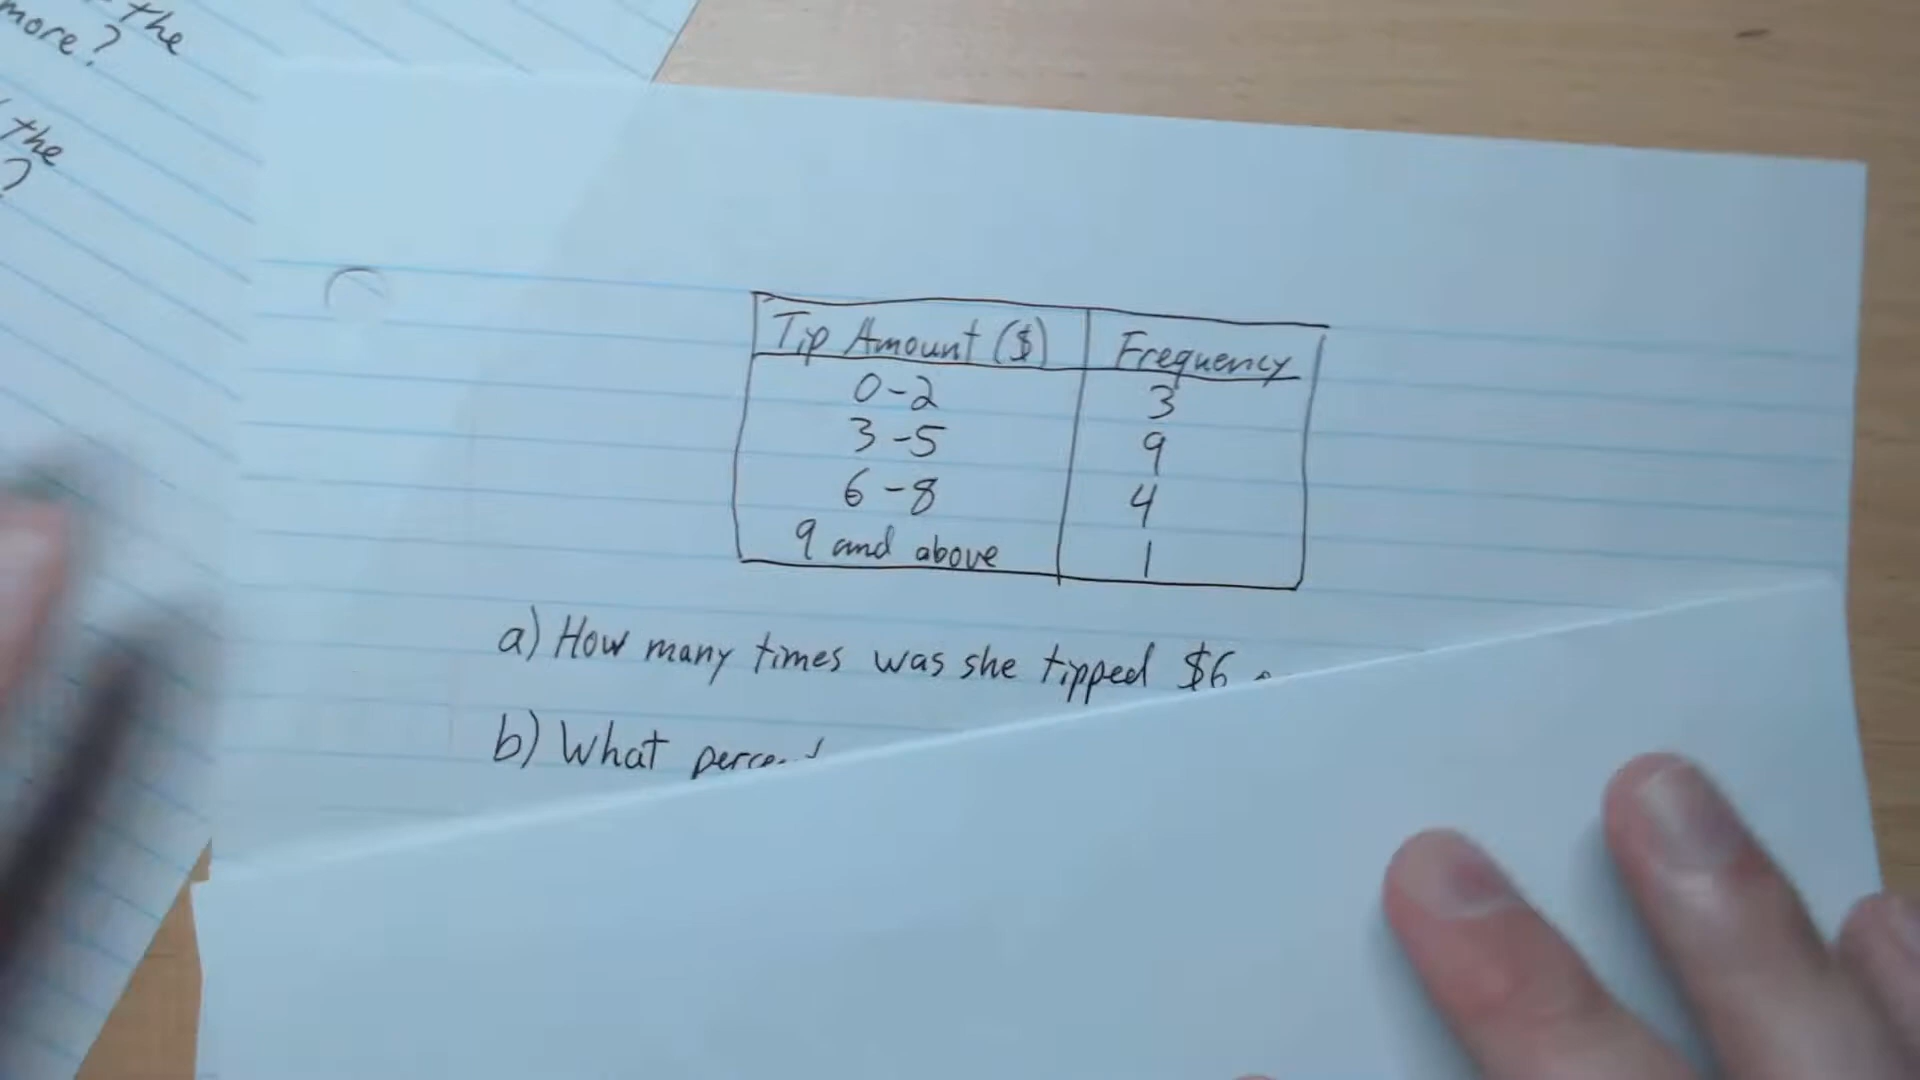 the
more?
the
?
Tip Amount ($) Frequency
0-2 3
3-5 9
6-8 4
9 and above 1
a) How many times was she tipped $6
b) What